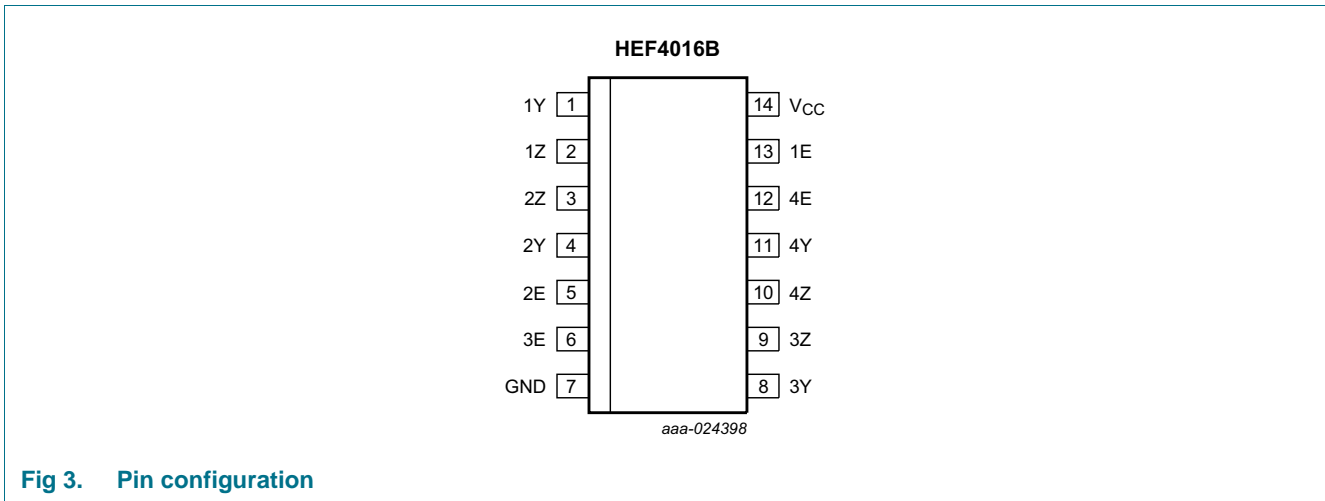 HEF4016B
1Y 1 14 VCC
1Z 2 13 1E
2Z 3 12 4E
2Y 4 11 4Y
2E 5 10 4Z
3E 6 9 3Z
GND 7 8 3Y
aaa-024398
Fig 3. Pin configuration